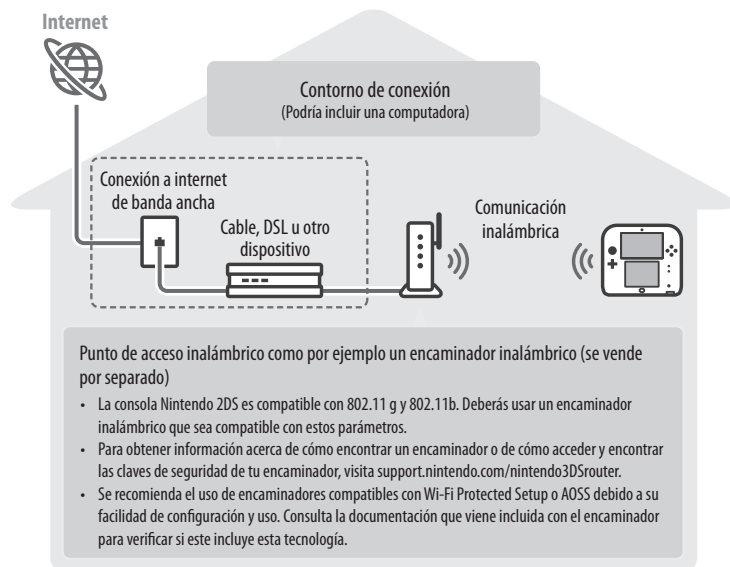 Internet
Contorno de conexión
(Podría incluir una computadora)
Conexión a internet
de banda ancha
Cable, DSL u otro
dispositivo
Comunicación
inalámbrica
Punto de acceso inalámbrico como por ejemplo un encaminador inalámbrico (se vende
por separado)
• La consola Nintendo 2DS es compatible con 802.11 g y 802.11b. Deberás usar un encaminador
inalámbrico que sea compatible con estos parámetros.
• Para obtener información acerca de cómo encontrar un encaminador o de cómo acceder y encontrar
las claves de seguridad de tu encaminador, visita support.nintendo.com/nintendo3DSrouter.
• Se recomienda el uso de encaminadores compatibles con Wi-Fi Protected Setup o AOSS debido a su
facilidad de configuración y uso. Consulta la documentación que viene incluida con el encaminador
para verificar si este incluye esta tecnología.